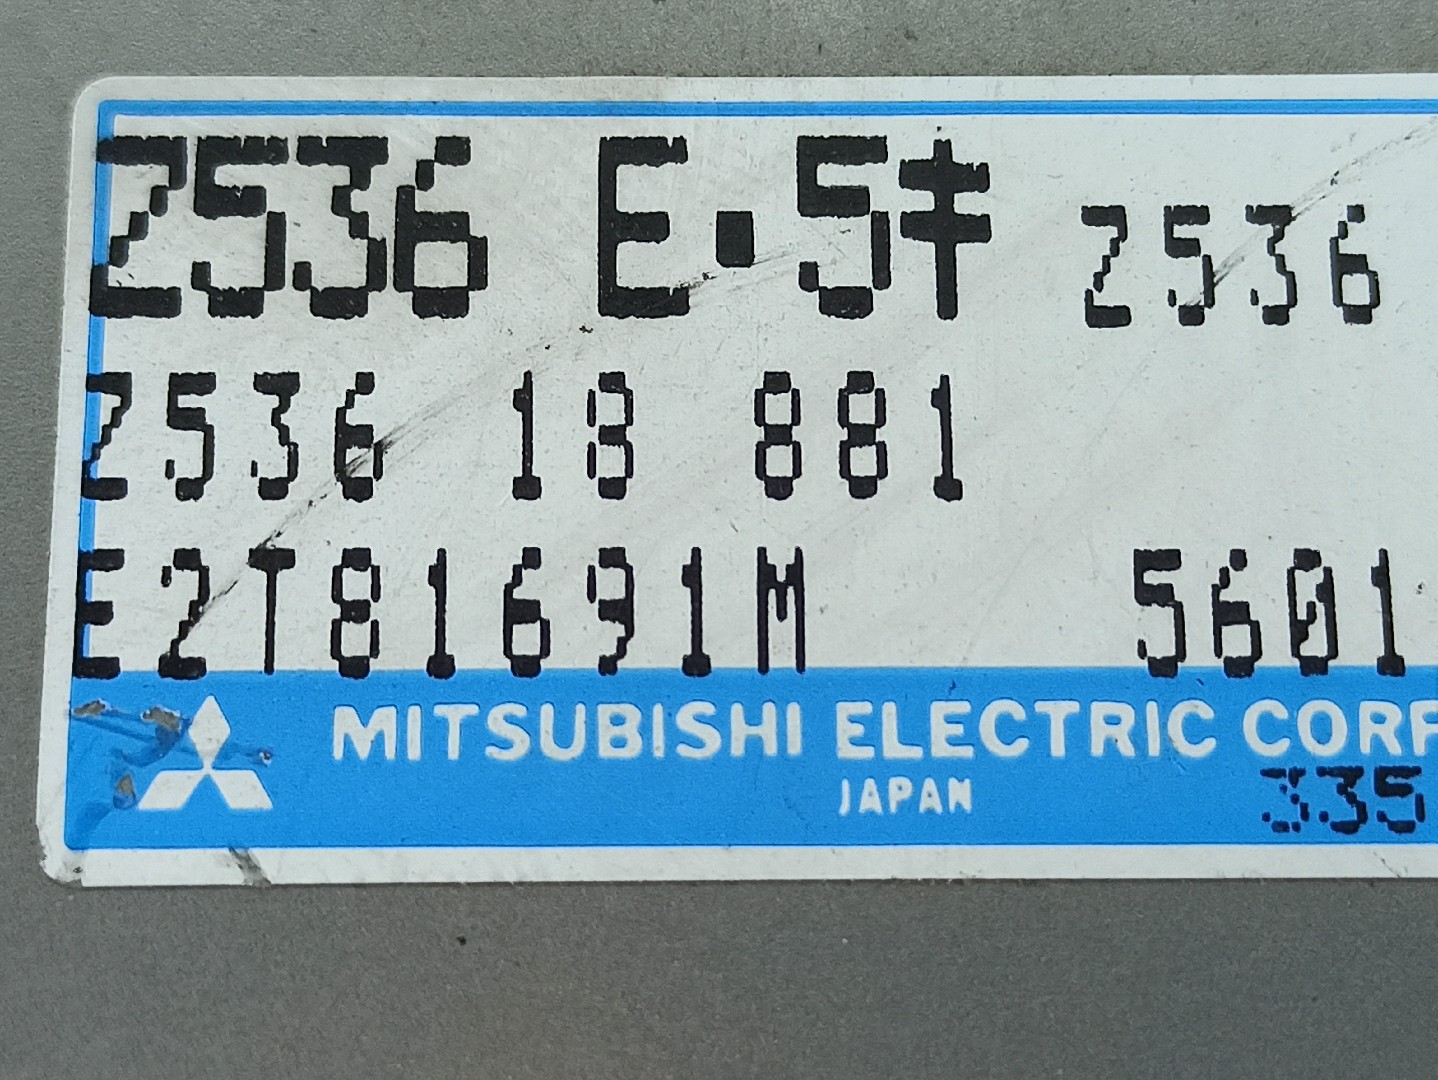 Z536 E·5キ Z536
Z536 18 881
E2T81691M 5601
MITSUBISHI ELECTRIC CORP
JAPAN 335